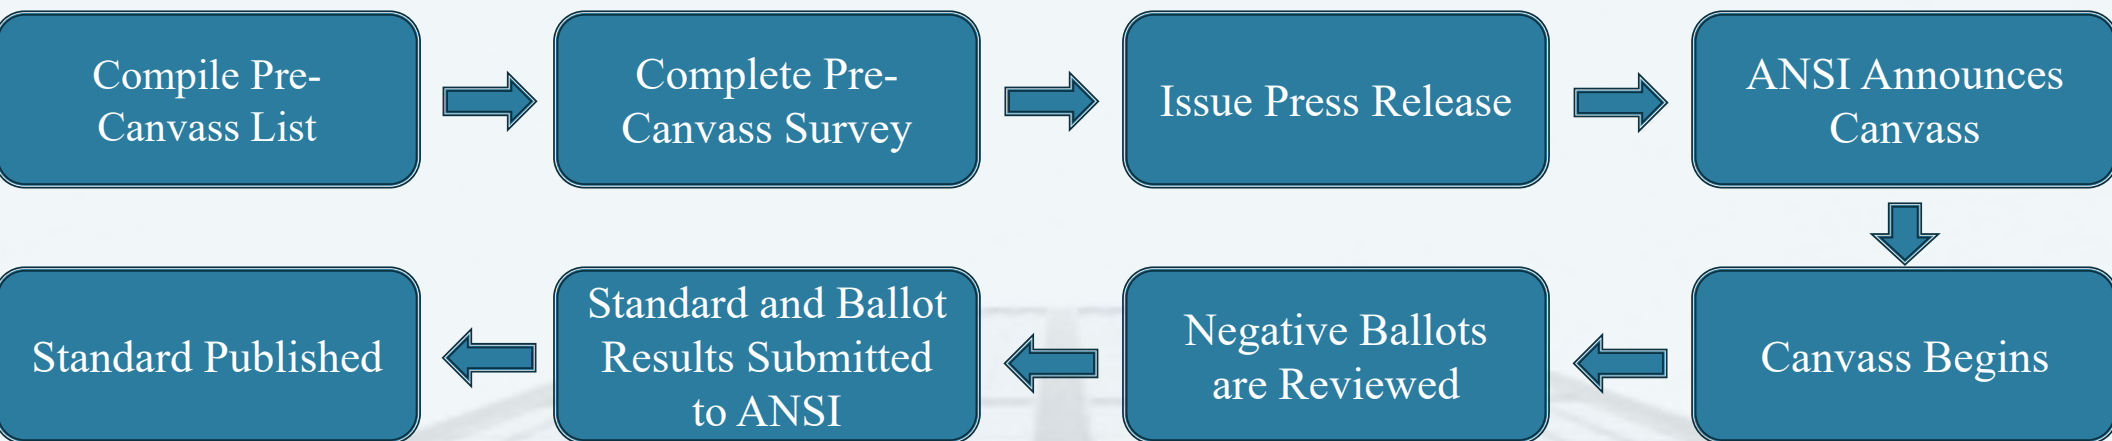 Compile Pre-
Canvass List
Complete Pre-
Canvass Survey
Issue Press Release
ANSI Announces
Canvass
Canvass Begins
Negative Ballots
are Reviewed
Standard and Ballot
Results Submitted
to ANSI
Standard Published